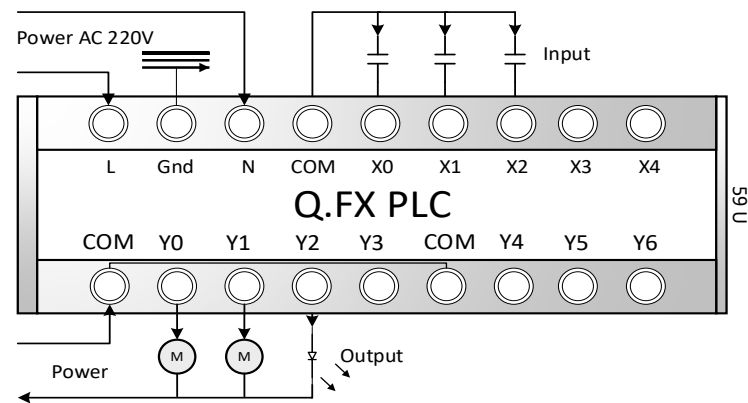 Power AC 220V
Input
L Gnd N COM X0 X1 X2 X3 X4
Q.FX PLC
59 U
COM Y0 Y1 Y2 Y3 COM Y4 Y5 Y6
M M
Output
Power